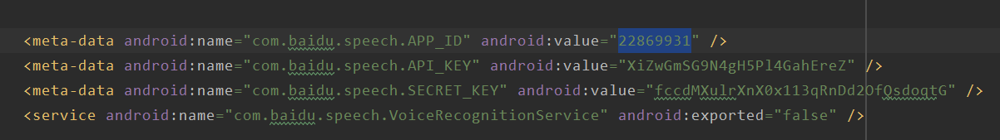 <meta-data android:name="com.baidu.speech.APP_ID" android:value="22869931" />
<meta-data android:name="com.baidu.speech.API_KEY" android:value="XiZwGmSG9N4gH5Pl4GahEreZ" />
<meta-data android:name="com.baidu.speech.SECRET_KEY" android:value="fccdMXulrXnX0x113qRnDd2OfQsdoqtG" />
<service android:name="com.baidu.speech.VoiceRecognitionService" android:exported="false" />